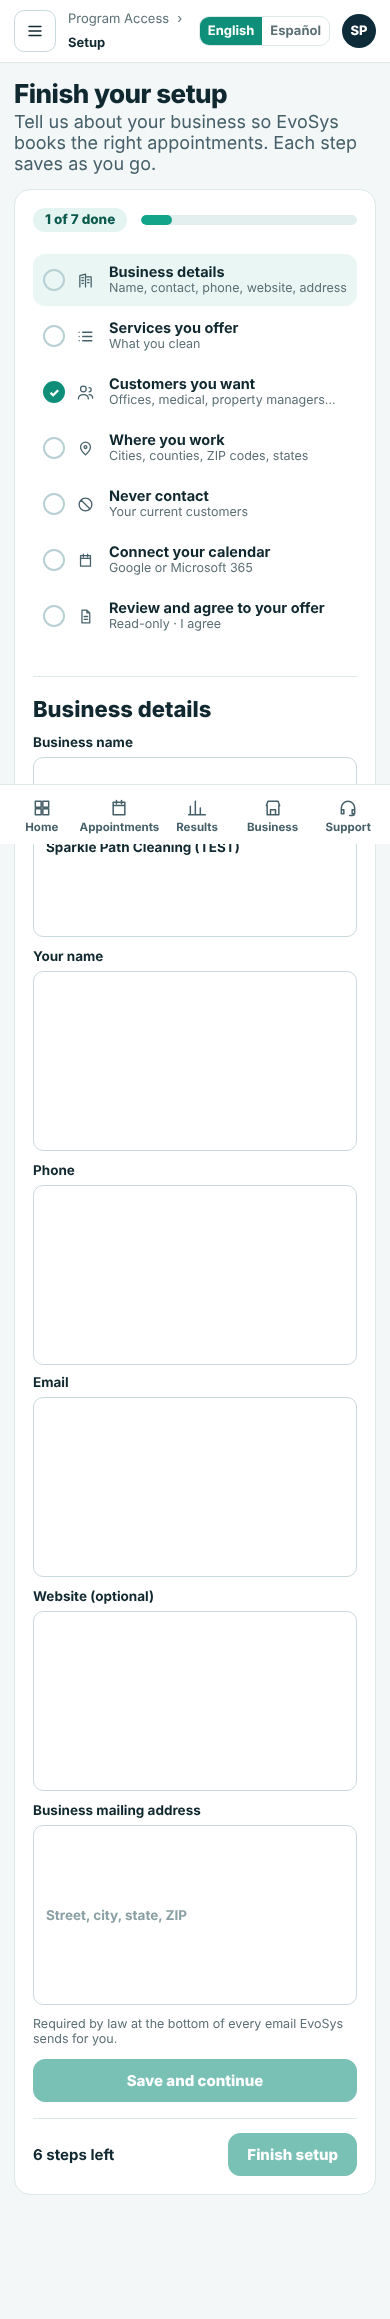 Program Access ›
Setup
English
Español
SP
Finish your setup
Tell us about your business so EvoSys
books the right appointments. Each step
saves as you go.
1 of 7 done
Business details
Name, contact, phone, website, address
Services you offer
What you clean
Customers you want
Offices, medical, property managers...
Where you work
Cities, counties, ZIP codes, states
Never contact
Your current customers
Connect your calendar
Google or Microsoft 365
Review and agree to your offer
Read-only · I agree
Business details
Business name
Home
Appointments
Results
Business
Support
Sparkle Path Cleaning (TEST)
Your name
Phone
Email
Website (optional)
Business mailing address
Street, city, state, ZIP
Required by law at the bottom of every email EvoSys
sends for you.
Save and continue
6 steps left
Finish setup